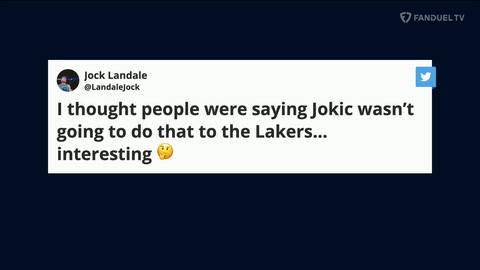 FANDUEL TV
Jock Landale
@LandaleJock
I thought people were saying Jokic wasn’t
going to do that to the Lakers...
interesting 🤔